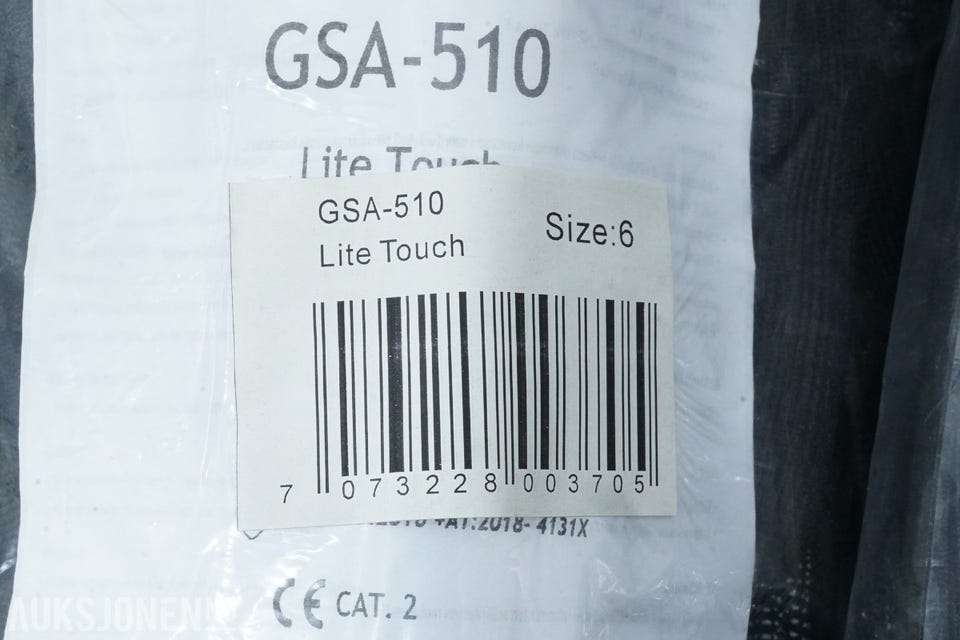 GSA-510
Lite Touch
GSA-510
Lite Touch
Size:6
7 073228 003705
+A1:2018- 4131X
CE CAT. 2
AUKSJONEN